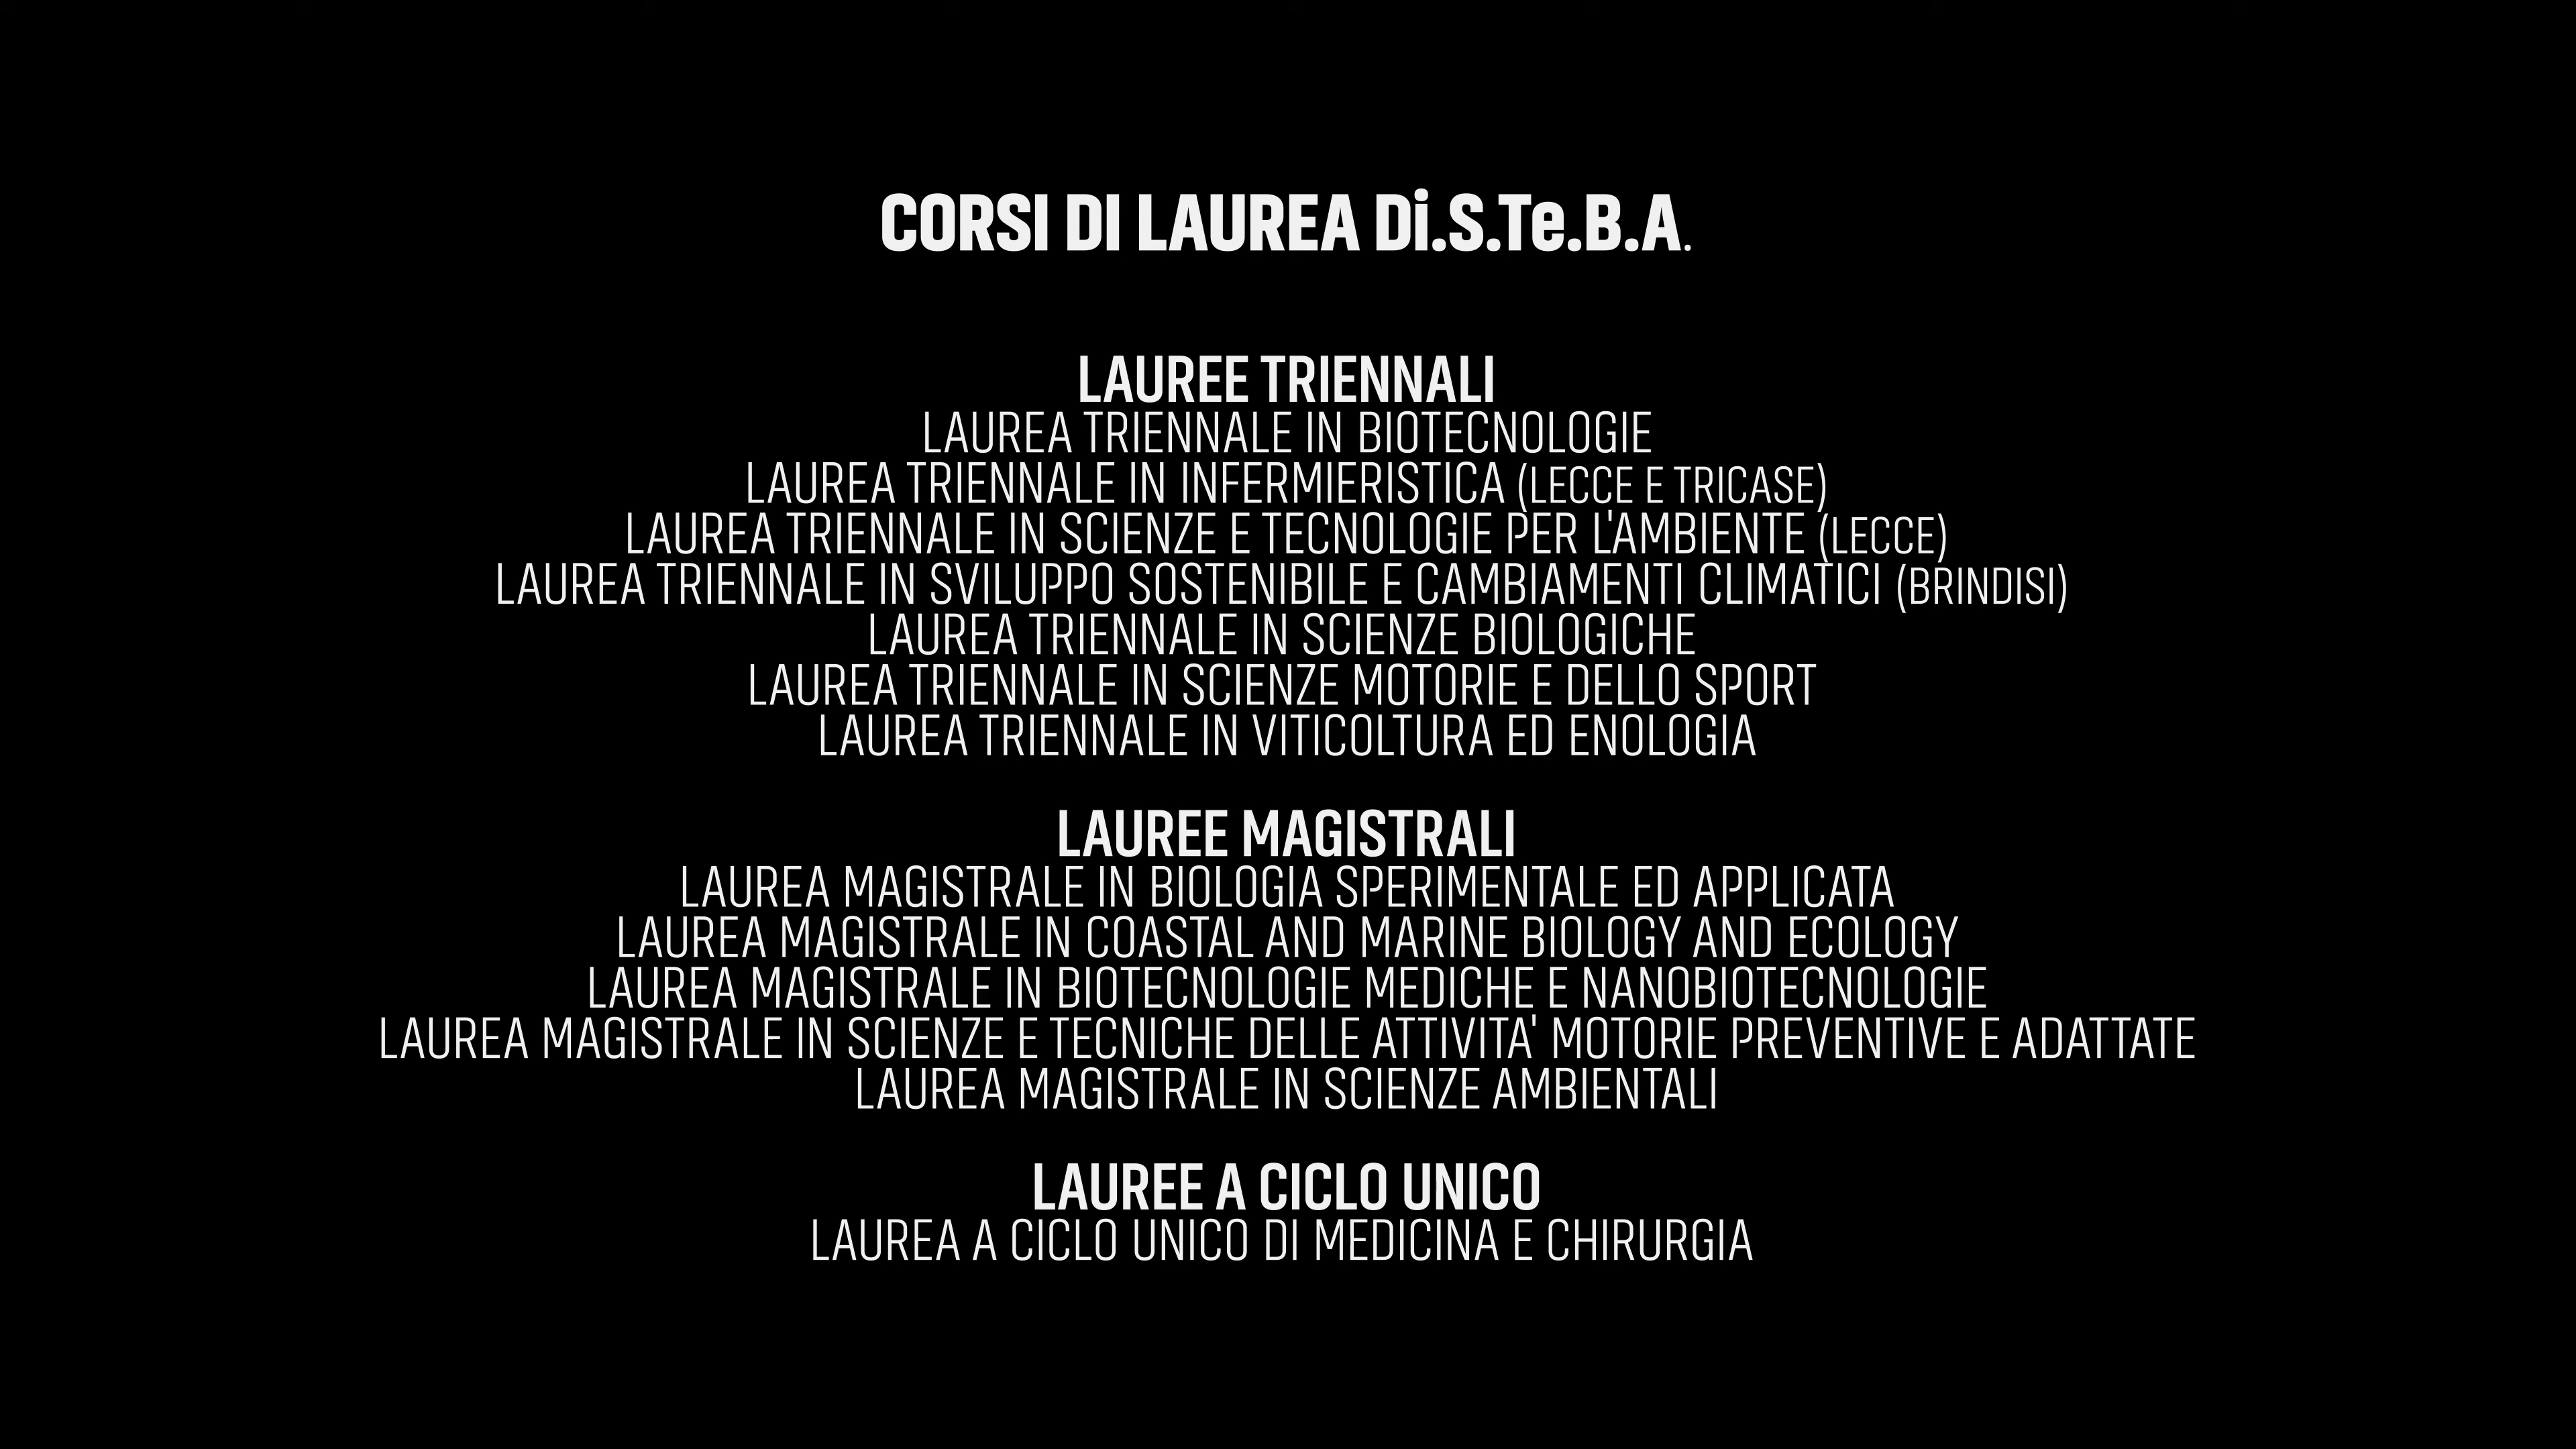 CORSI DI LAUREA Di.S.Te.B.A.
LAUREE TRIENNALI
LAUREA TRIENNALE IN BIOTECNOLOGIE
LAUREA TRIENNALE IN INFERMIERISTICA (LECCE E TRICASE)
LAUREA TRIENNALE IN SCIENZE E TECNOLOGIE PER L'AMBIENTE (LECCE)
LAUREA TRIENNALE IN SVILUPPO SOSTENIBILE E CAMBIAMENTI CLIMATICI (BRINDISI)
LAUREA TRIENNALE IN SCIENZE BIOLOGICHE
LAUREA TRIENNALE IN SCIENZE MOTORIE E DELLO SPORT
LAUREA TRIENNALE IN VITICOLTURA ED ENOLOGIA
LAUREE MAGISTRALI
LAUREA MAGISTRALE IN BIOLOGIA SPERIMENTALE ED APPLICATA
LAUREA MAGISTRALE IN COASTAL AND MARINE BIOLOGY AND ECOLOGY
LAUREA MAGISTRALE IN BIOTECNOLOGIE MEDICHE E NANOBIOTECNOLOGIE
LAUREA MAGISTRALE IN SCIENZE E TECNICHE DELLE ATTIVITA' MOTORIE PREVENTIVE E ADATTATE
LAUREA MAGISTRALE IN SCIENZE AMBIENTALI
LAUREE A CICLO UNICO
LAUREA A CICLO UNICO DI MEDICINA E CHIRURGIA